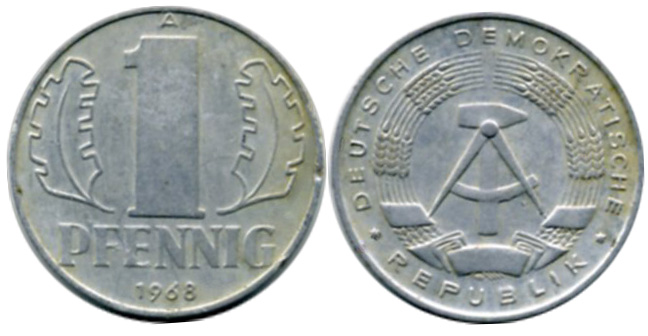 A
1
PFENNIG
1968
DEUTSCHE DEMOKRATISCHE
* REPUBLIK *